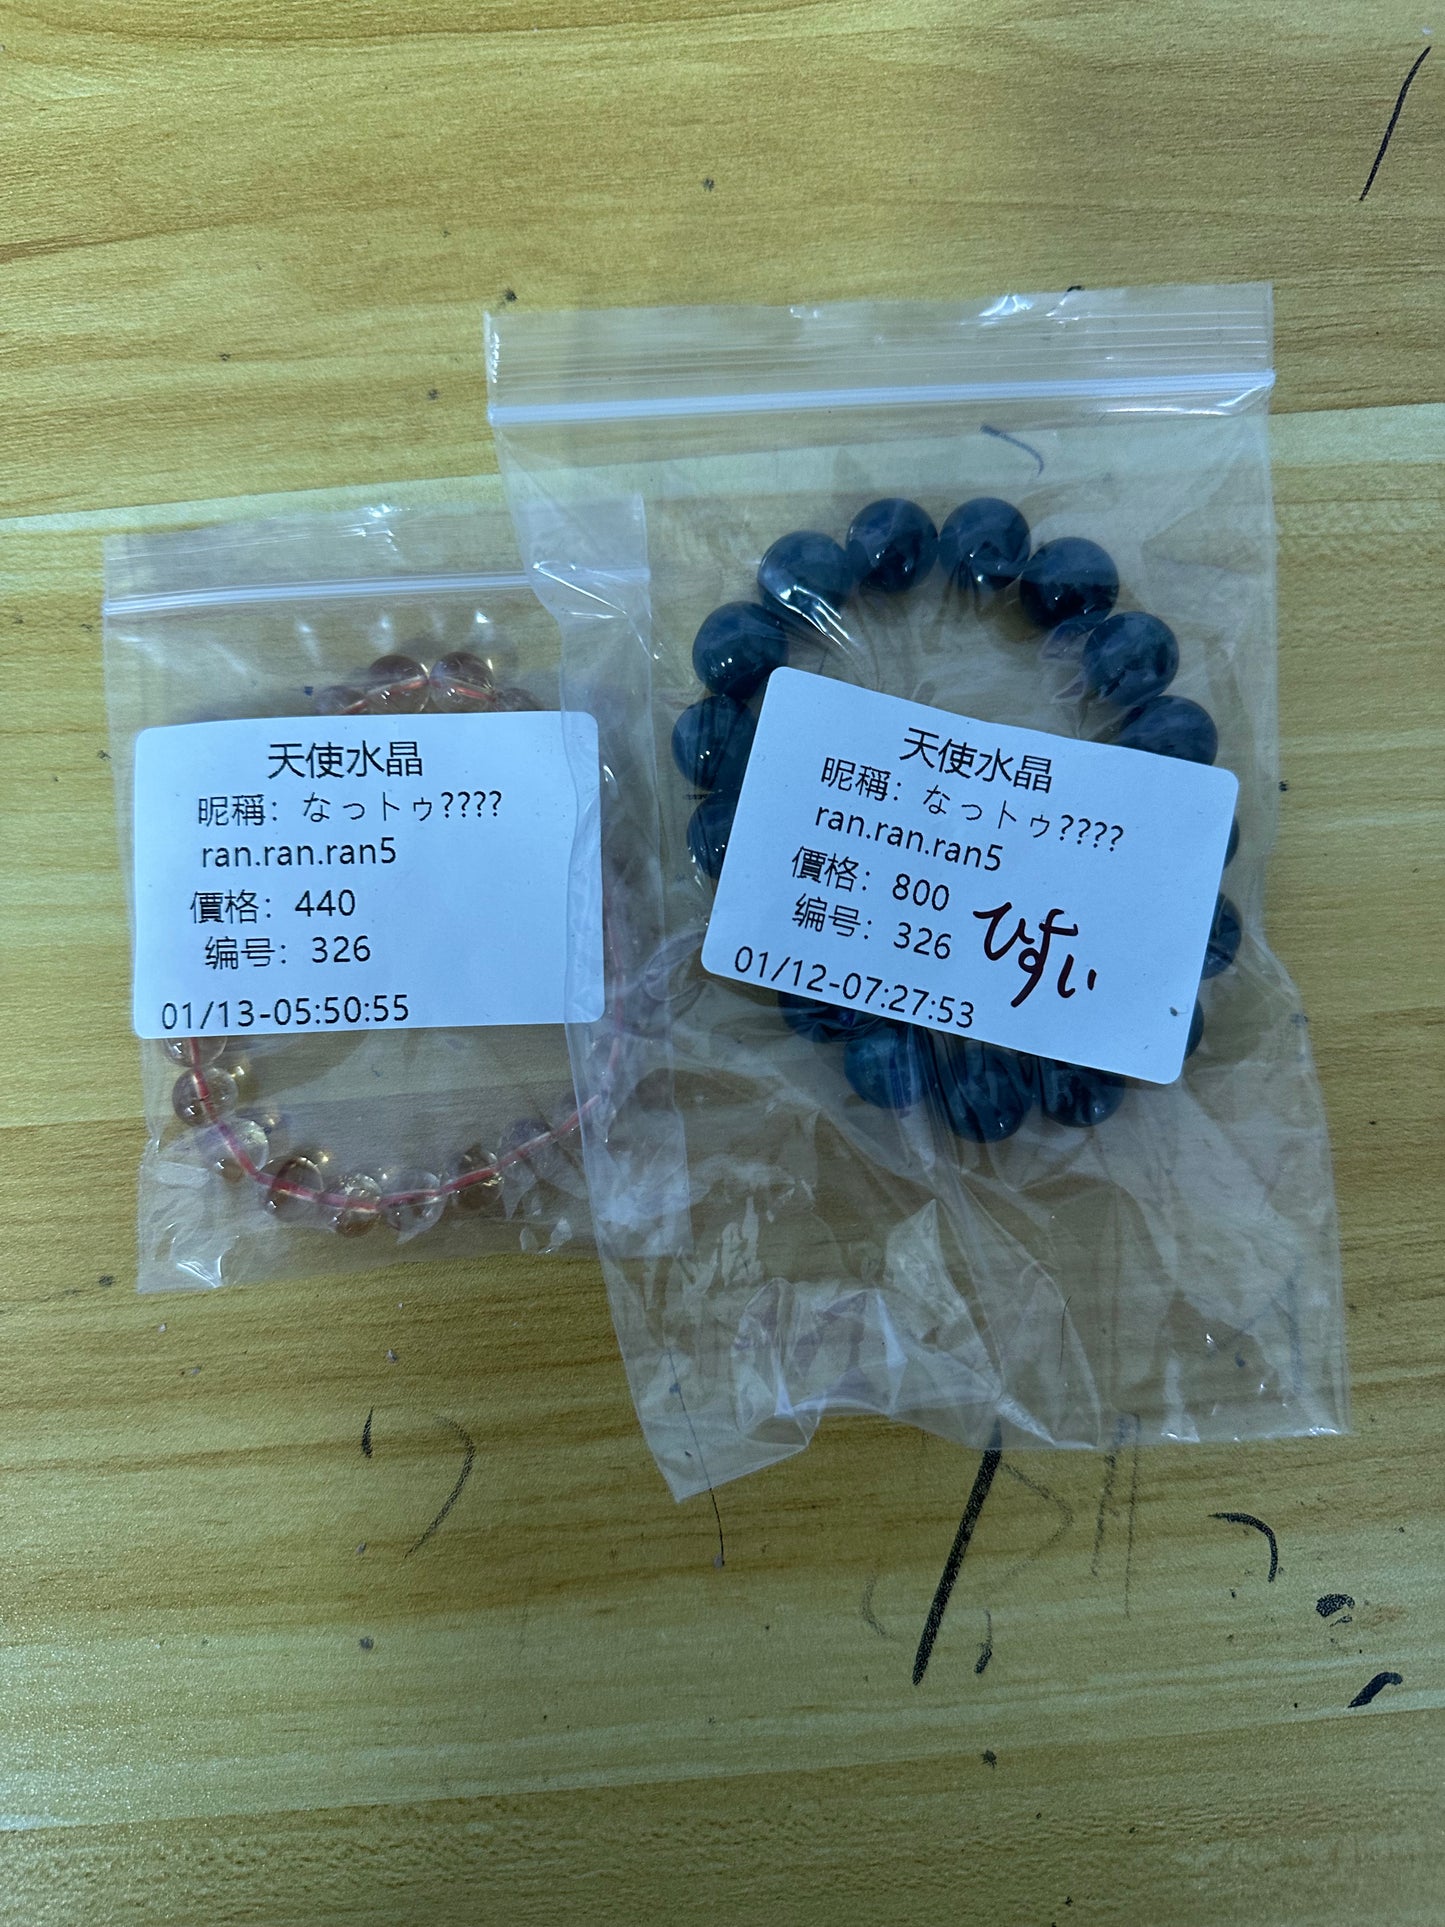 天使水晶
昵稱：なっトゥ????
ran.ran.ran5
價格：440
编号：326
01/13-05:50:55
天使水晶
昵稱：なっトゥ????
ran.ran.ran5
價格：800
编号：326
ひすい
01/12-07:27:53